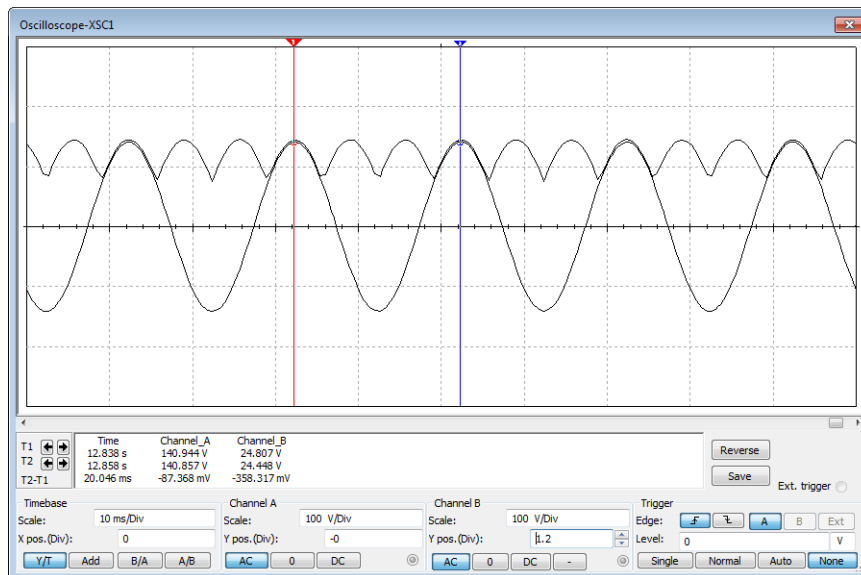 Oscilloscope-XSC1
1 2
T1
T2
T2-T1
Time Channel_A Channel_B
12.838 s 140.944 V 24.807 V
12.858 s 140.857 V 24.448 V
20.046 ms -87.368 mV -358.317 mV
Reverse
Save
Ext. trigger
Timebase
Scale: 10 ms/Div
X pos.(Div): 0
Y/T Add B/A A/B
Channel A
Scale: 100 V/Div
Y pos.(Div): -0
AC 0 DC
Channel B
Scale: 100 V/Div
Y pos.(Div): 1.2
AC 0 DC -
Trigger
Edge: A B Ext
Level: 0 V
Single Normal Auto None